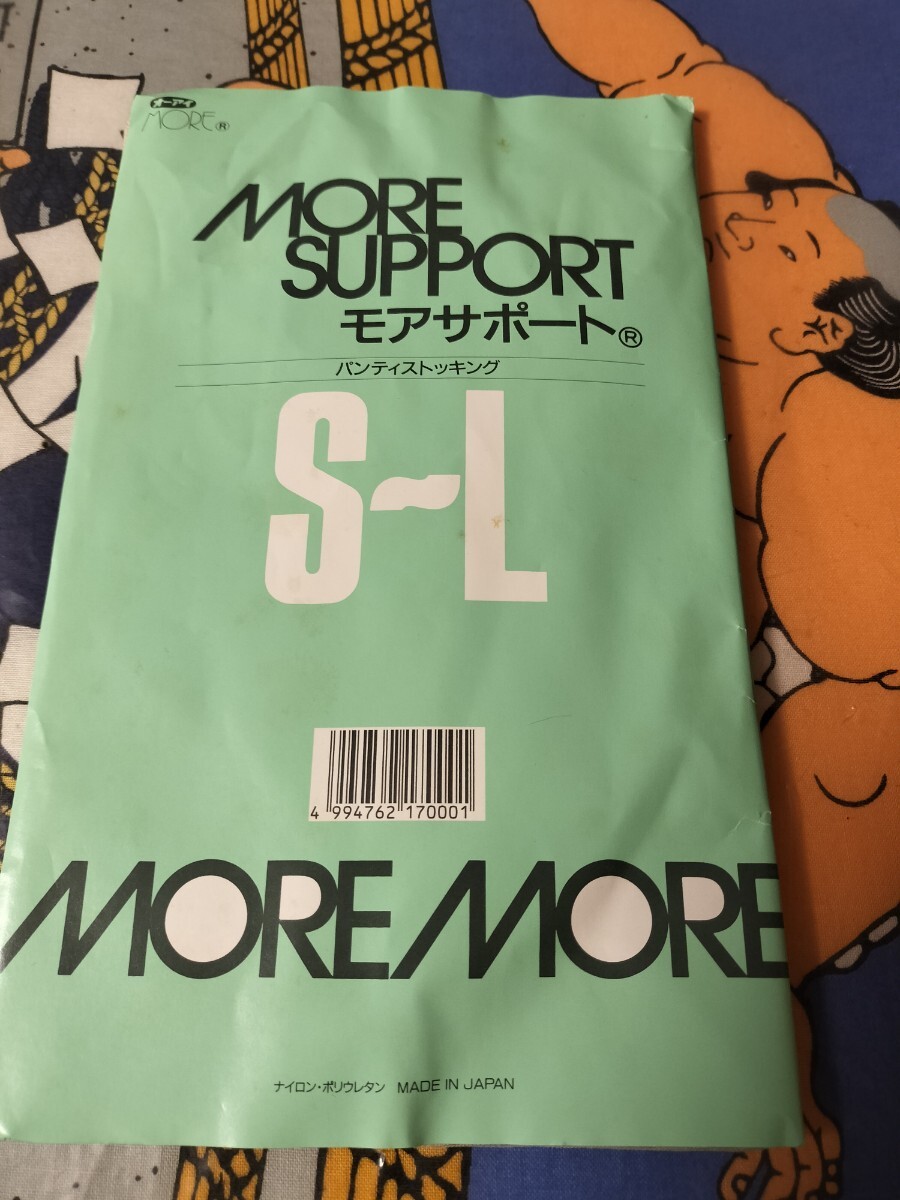 オーアイ
MORE®
MORE
SUPPORT
モアサポート®
パンティストッキング
S~L
4 994762 170001
MOREMORE
ナイロン・ポリウレタン MADE IN JAPAN